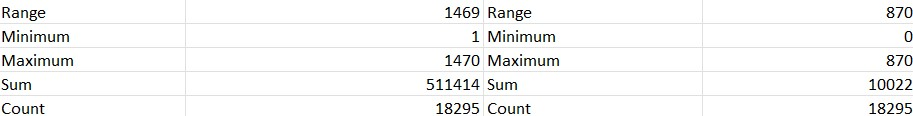 Range 1469 Range 870
Minimum 1 Minimum 0
Maximum 1470 Maximum 870
Sum 511414 Sum 10022
Count 18295 Count 18295